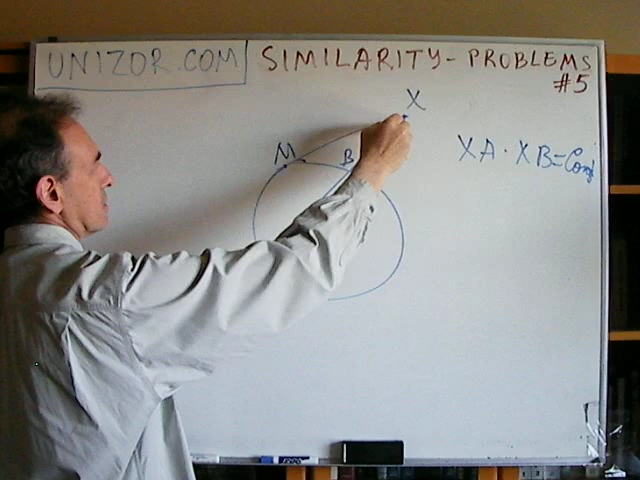 UNIZOR.COM
SIMILARITY - PROBLEMS
#5
X
M
B
XA · XB = Const